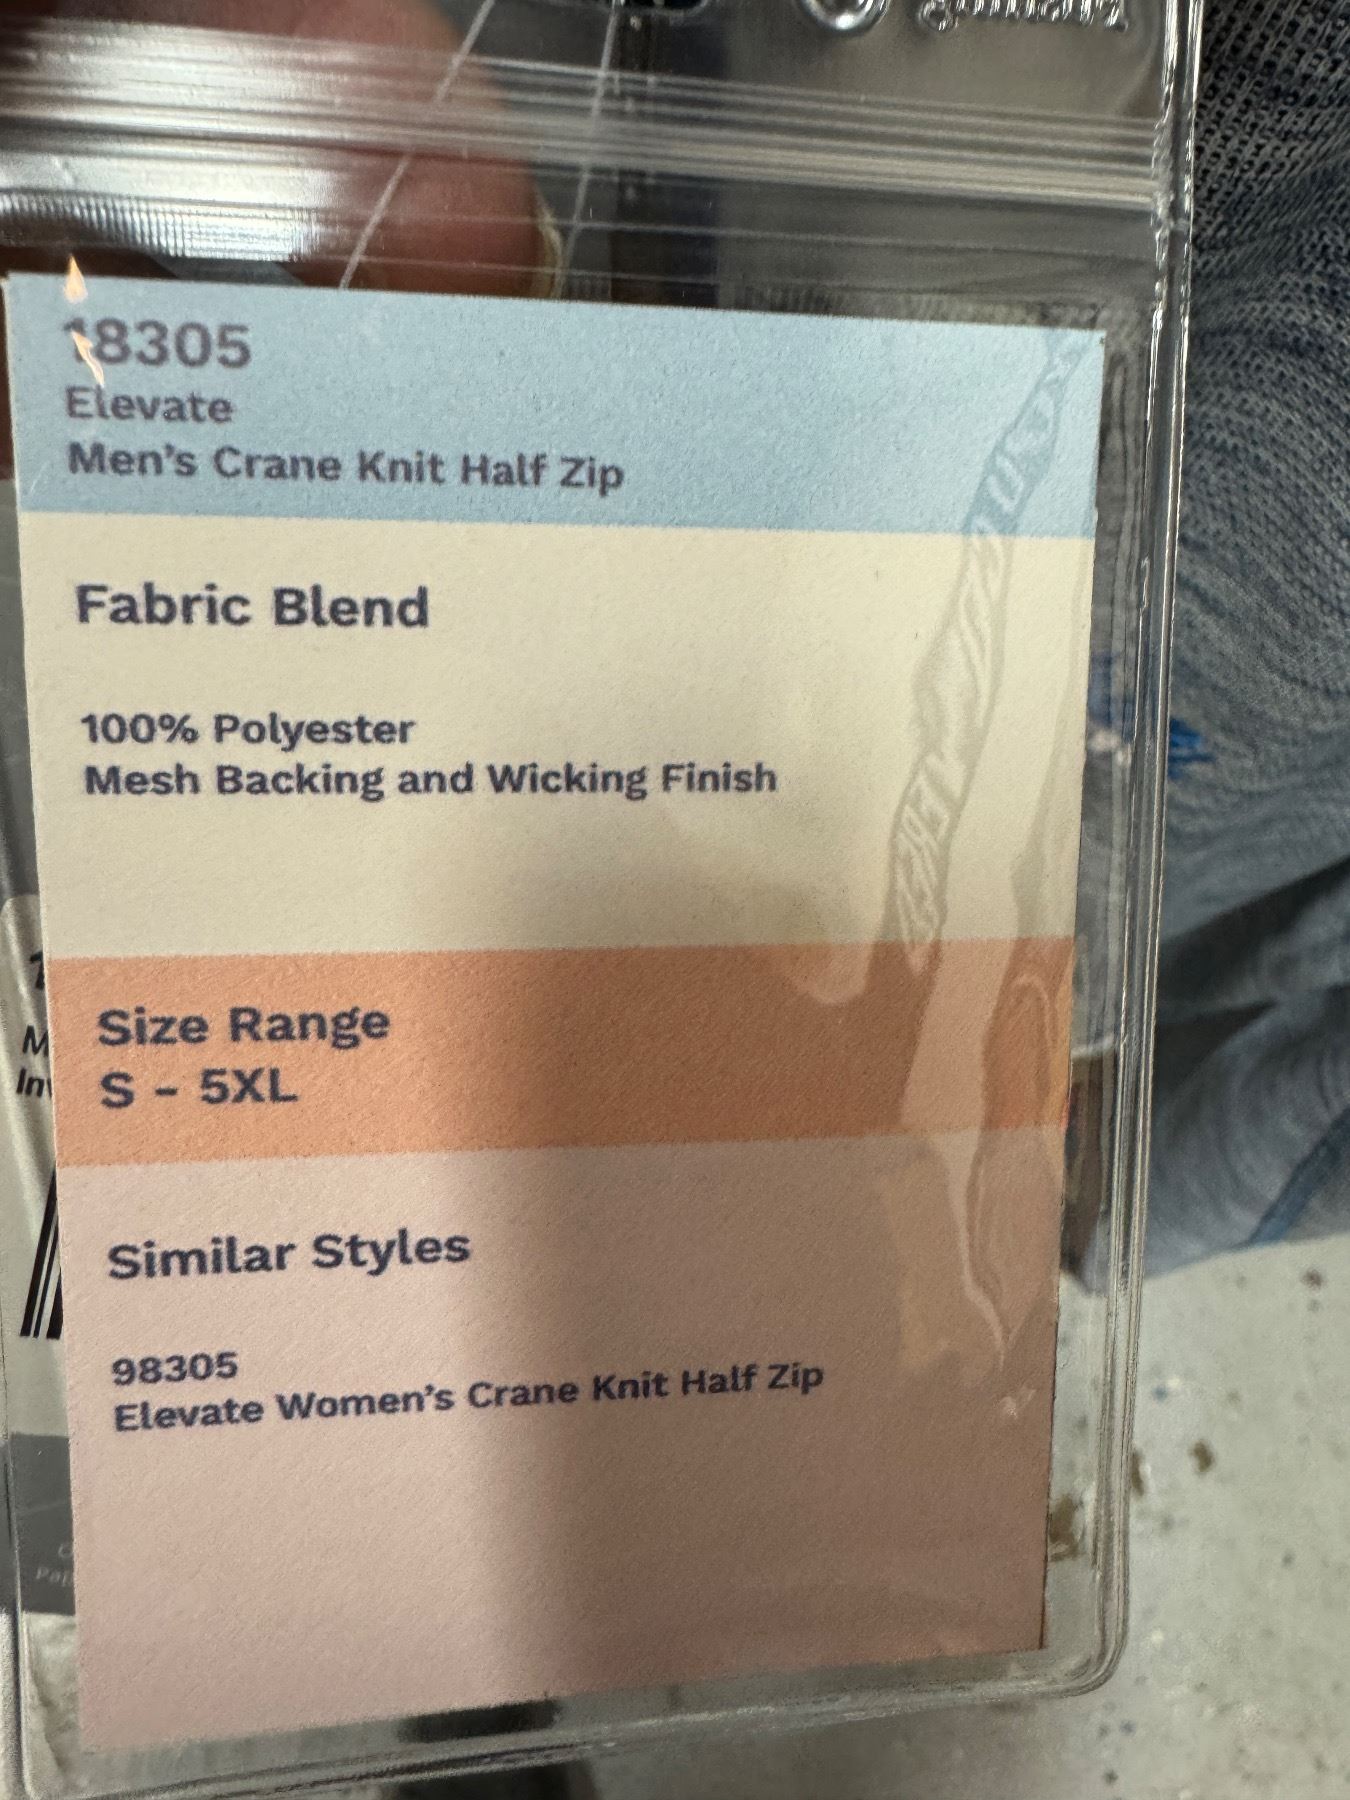 18305
Elevate
Men's Crane Knit Half Zip
Fabric Blend
100% Polyester
Mesh Backing and Wicking Finish
Size Range
S - 5XL
Similar Styles
98305
Elevate Women's Crane Knit Half Zip